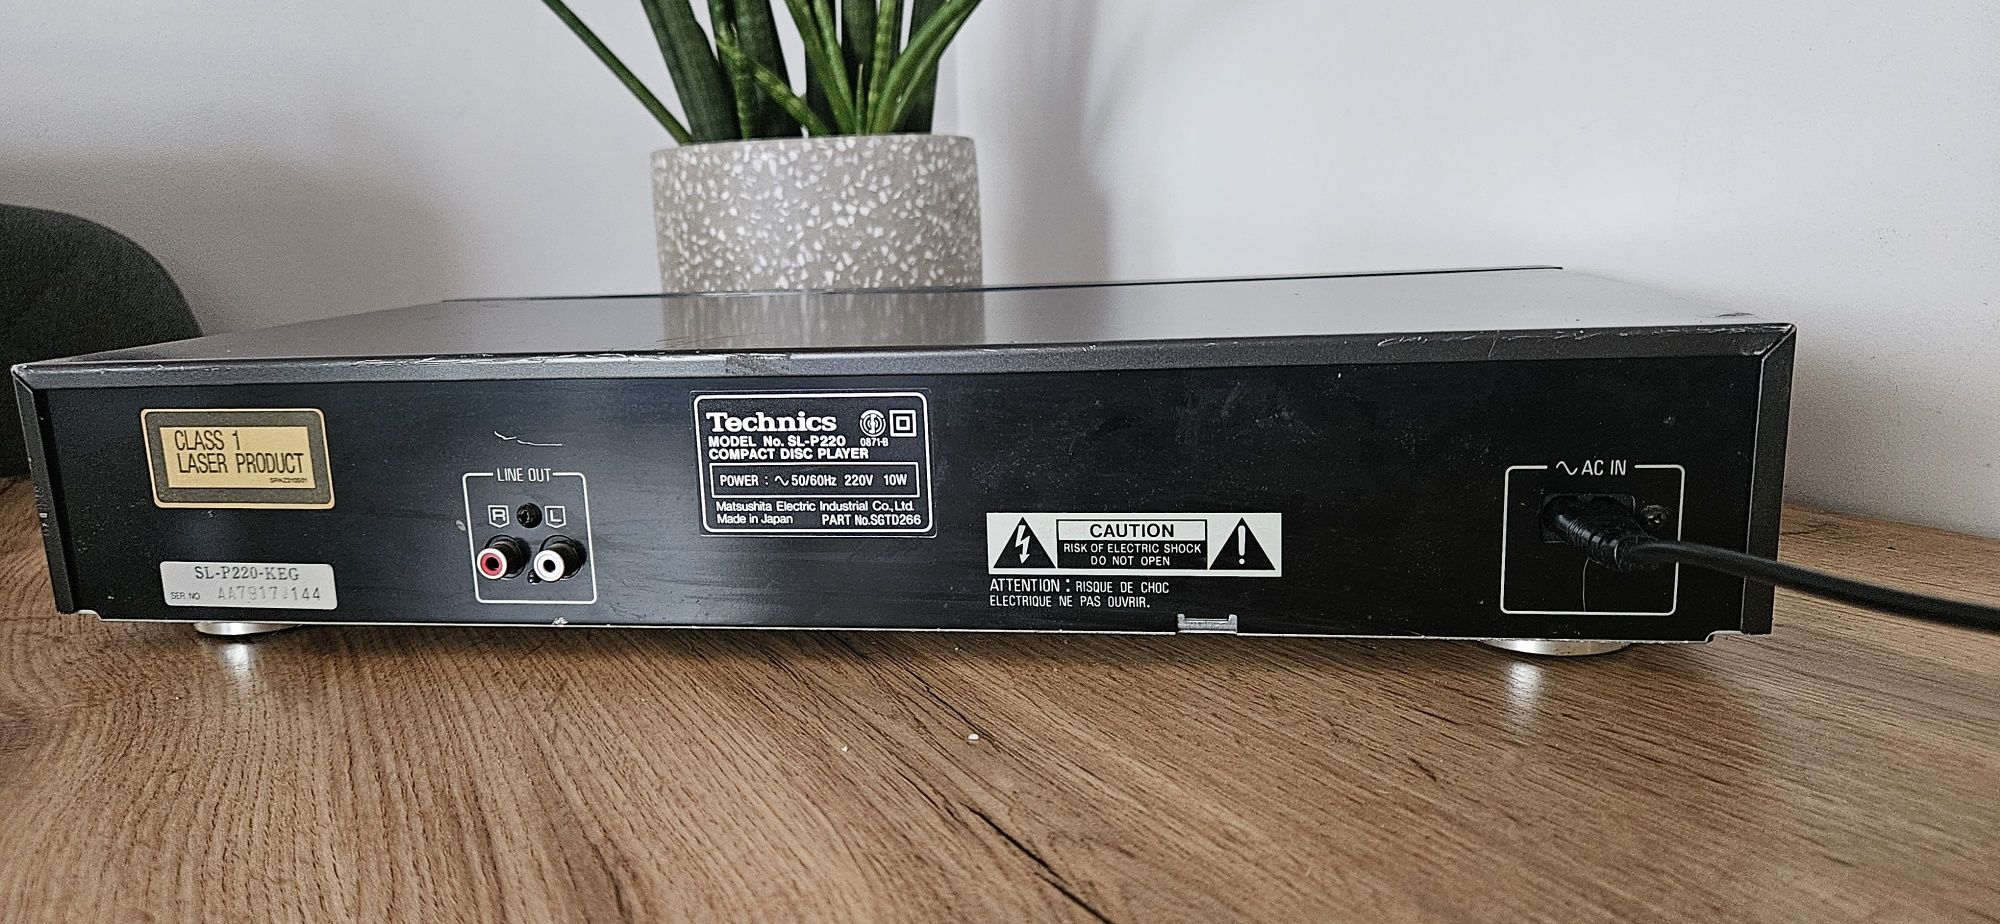 CLASS 1
LASER PRODUCT
SL-P220-KEG
SER NO AA7917J144
LINE OUT
R L
Technics
MODEL No. SL-P220 0871-B
COMPACT DISC PLAYER
POWER : ∿ 50/60Hz 220V 10W
Matsushita Electric Industrial Co., Ltd.
Made in Japan PART No.SGTD266
CAUTION
RISK OF ELECTRIC SHOCK
DO NOT OPEN
ATTENTION : RISQUE DE CHOC
ELECTRIQUE NE PAS OUVRIR.
∿ AC IN